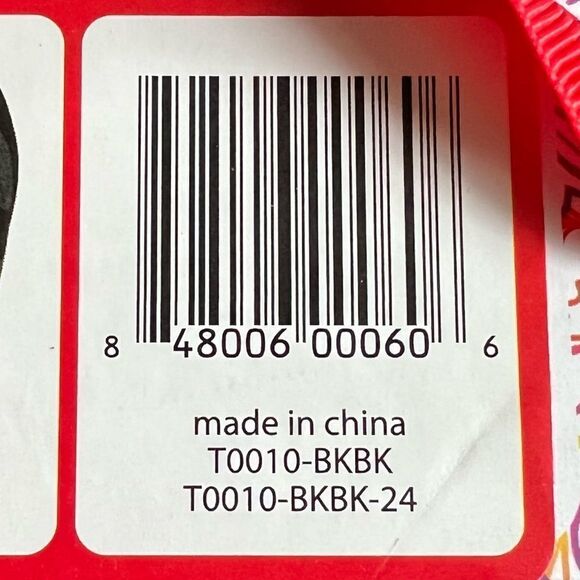 8 48006 00060 6
made in china
T0010-BKBK
T0010-BKBK-24